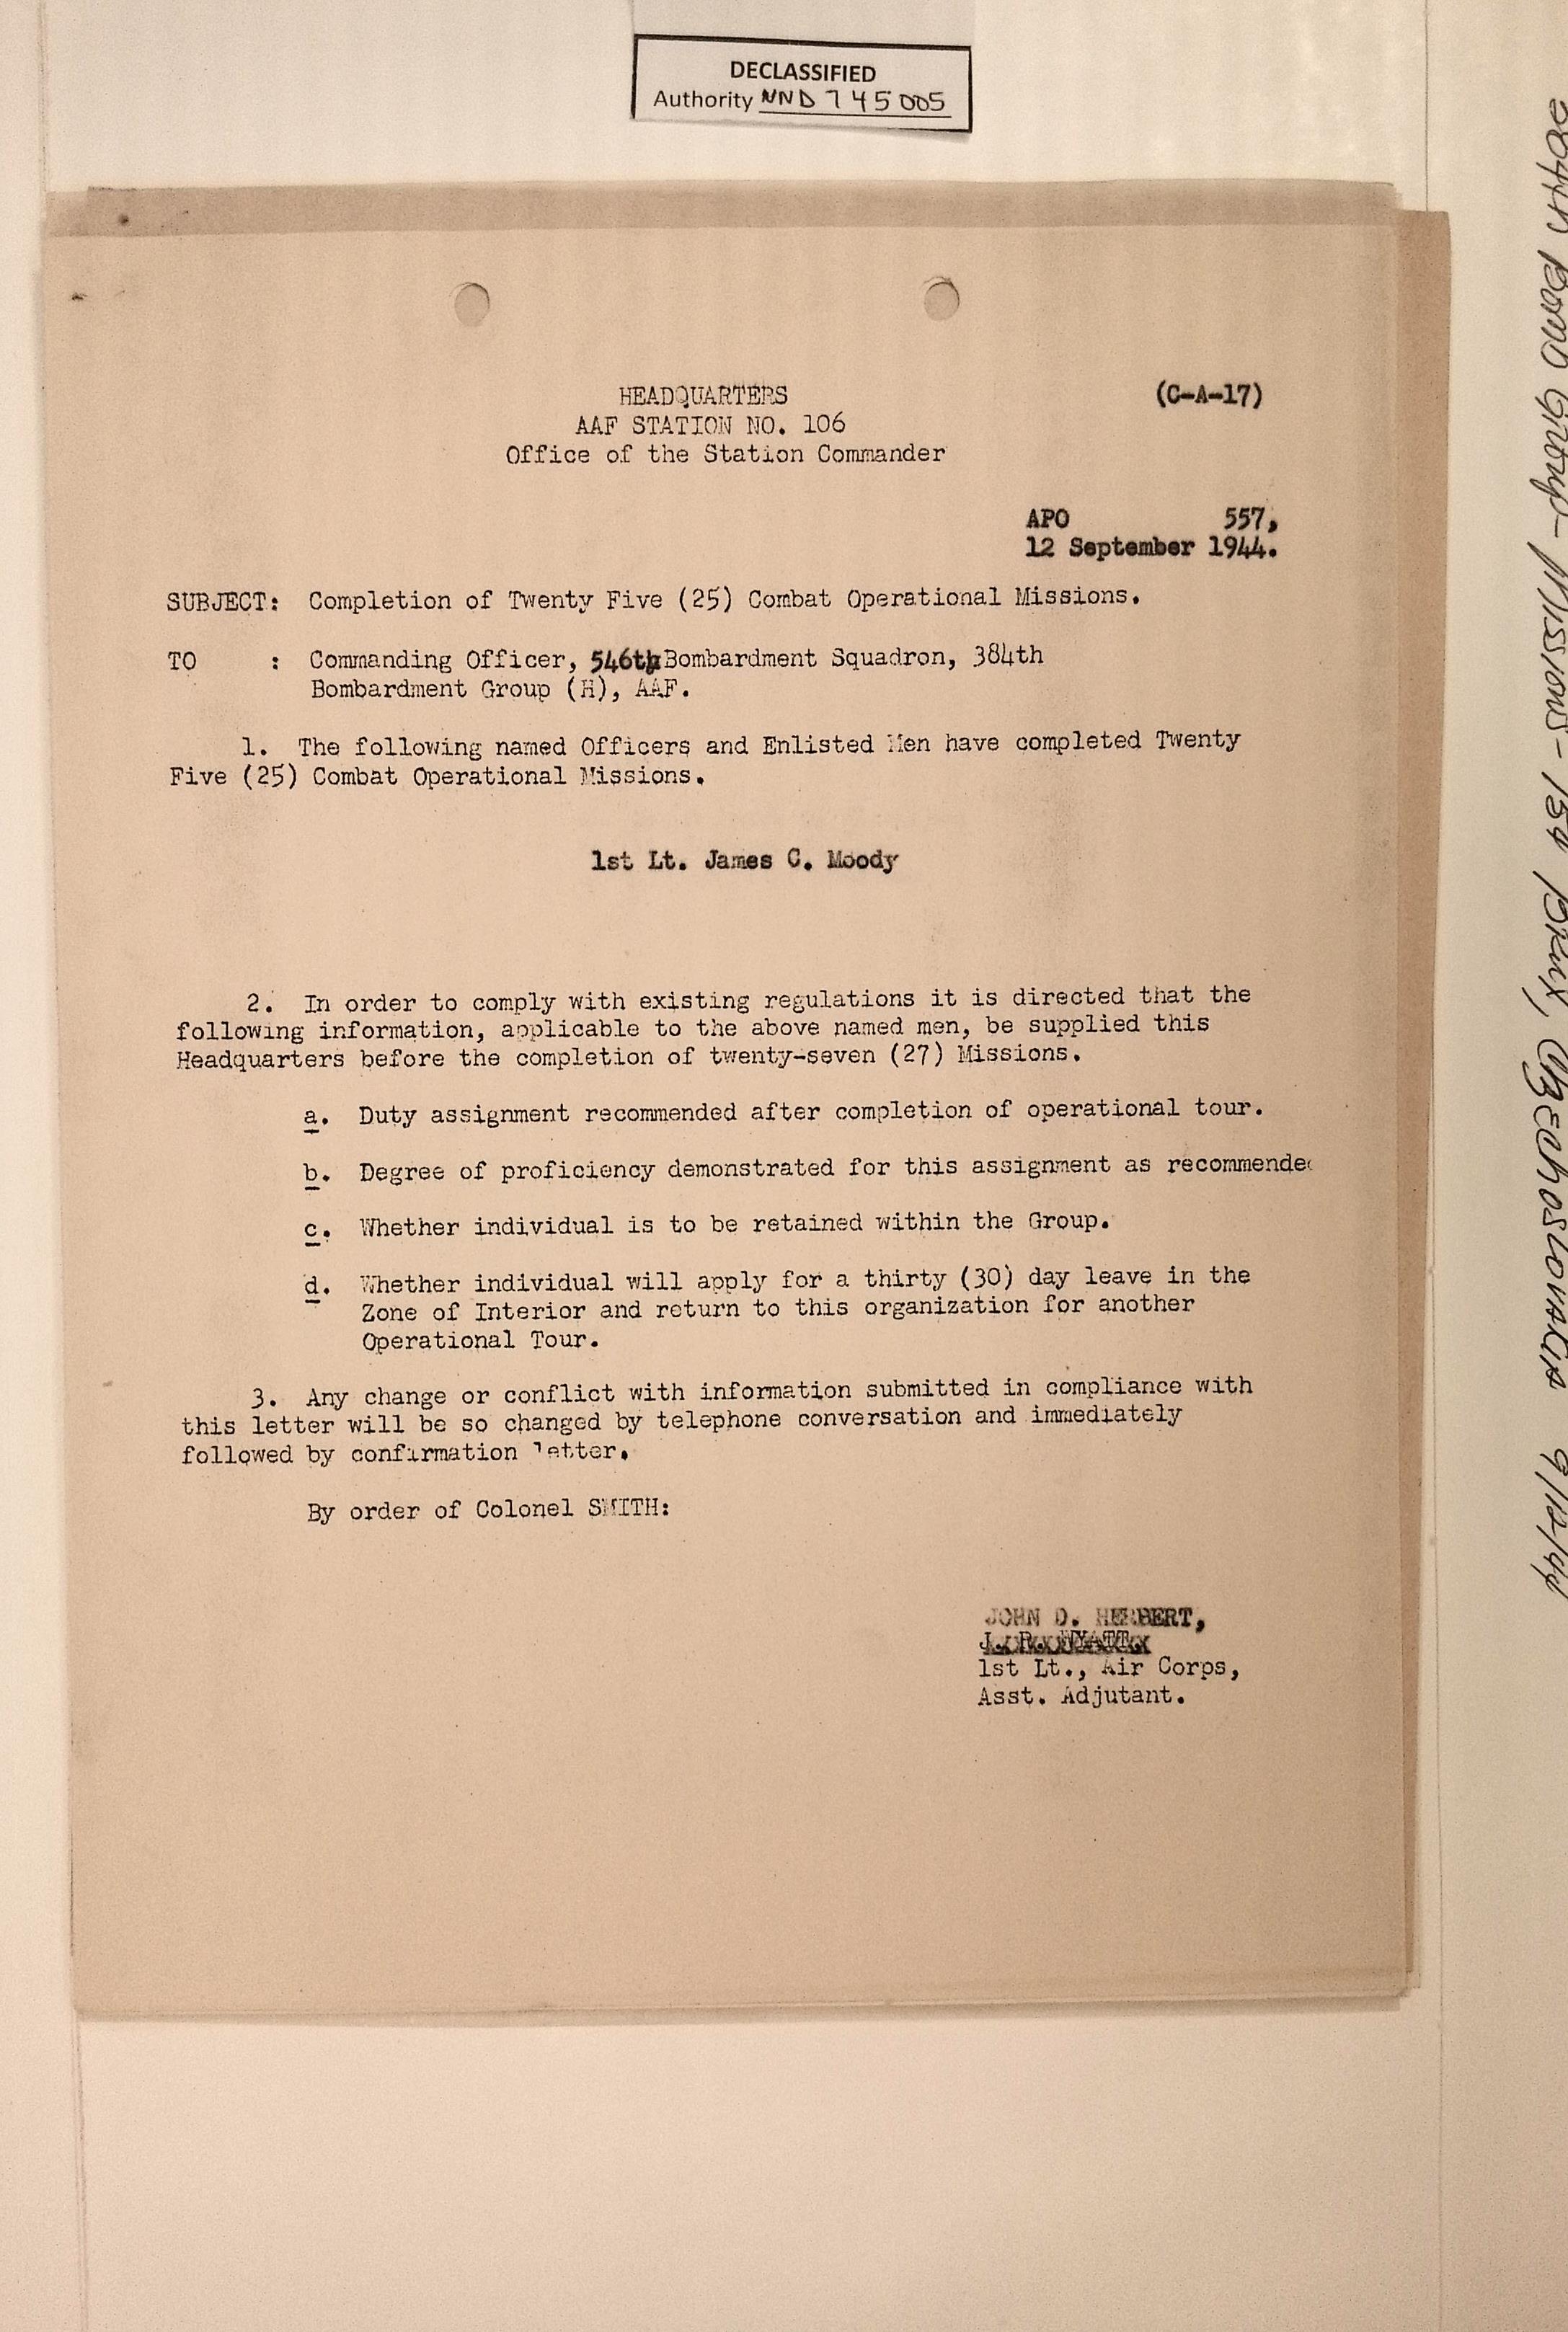 DECLASSIFIED
Authority NND 745005
HEADQUARTERS (C-A-17)
AAF STATION NO. 106
Office of the Station Commander
APO 557,
12 September 1944.
SUBJECT: Completion of Twenty Five (25) Combat Operational Missions.
TO : Commanding Officer, 546th Bombardment Squadron, 384th
Bombardment Group (H), AAF.
1. The following named Officers and Enlisted Men have completed Twenty
Five (25) Combat Operational Missions.
1st Lt. James C. Moody
2. In order to comply with existing regulations it is directed that the
following information, applicable to the above named men, be supplied this
Headquarters before the completion of twenty-seven (27) Missions.
a. Duty assignment recommended after completion of operational tour.
b. Degree of proficiency demonstrated for this assignment as recommended
c. Whether individual is to be retained within the Group.
d. Whether individual will apply for a thirty (30) day leave in the
Zone of Interior and return to this organization for another
Operational Tour.
3. Any change or conflict with information submitted in compliance with
this letter will be so changed by telephone conversation and immediately
followed by confirmation letter.
By order of Colonel SMITH:
JOHN D. HERBERT,
J. R. WYATT,
1st Lt., Air Corps,
Asst. Adjutant.
384th Bomb Group - Missions - 197 Brux, Czechoslovakia 9/12/44